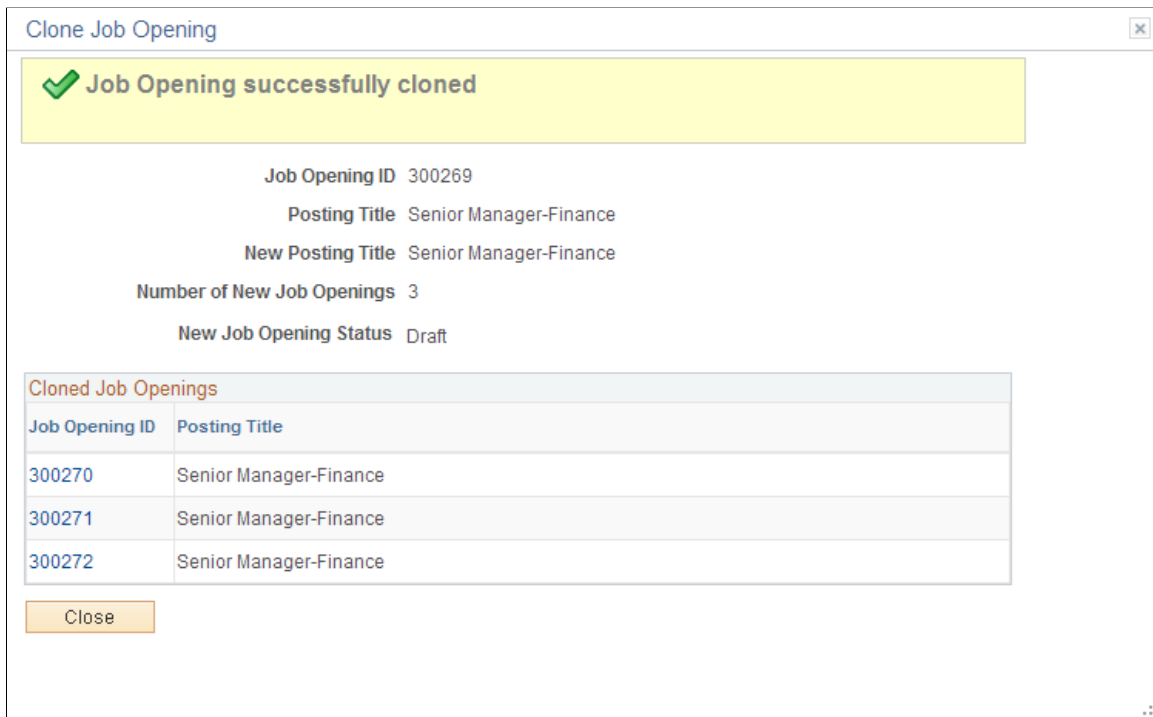 Clone Job Opening
Job Opening successfully cloned
Job Opening ID 300269
Posting Title Senior Manager-Finance
New Posting Title Senior Manager-Finance
Number of New Job Openings 3
New Job Opening Status Draft
Cloned Job Openings
Job Opening ID Posting Title
300270 Senior Manager-Finance
300271 Senior Manager-Finance
300272 Senior Manager-Finance
Close